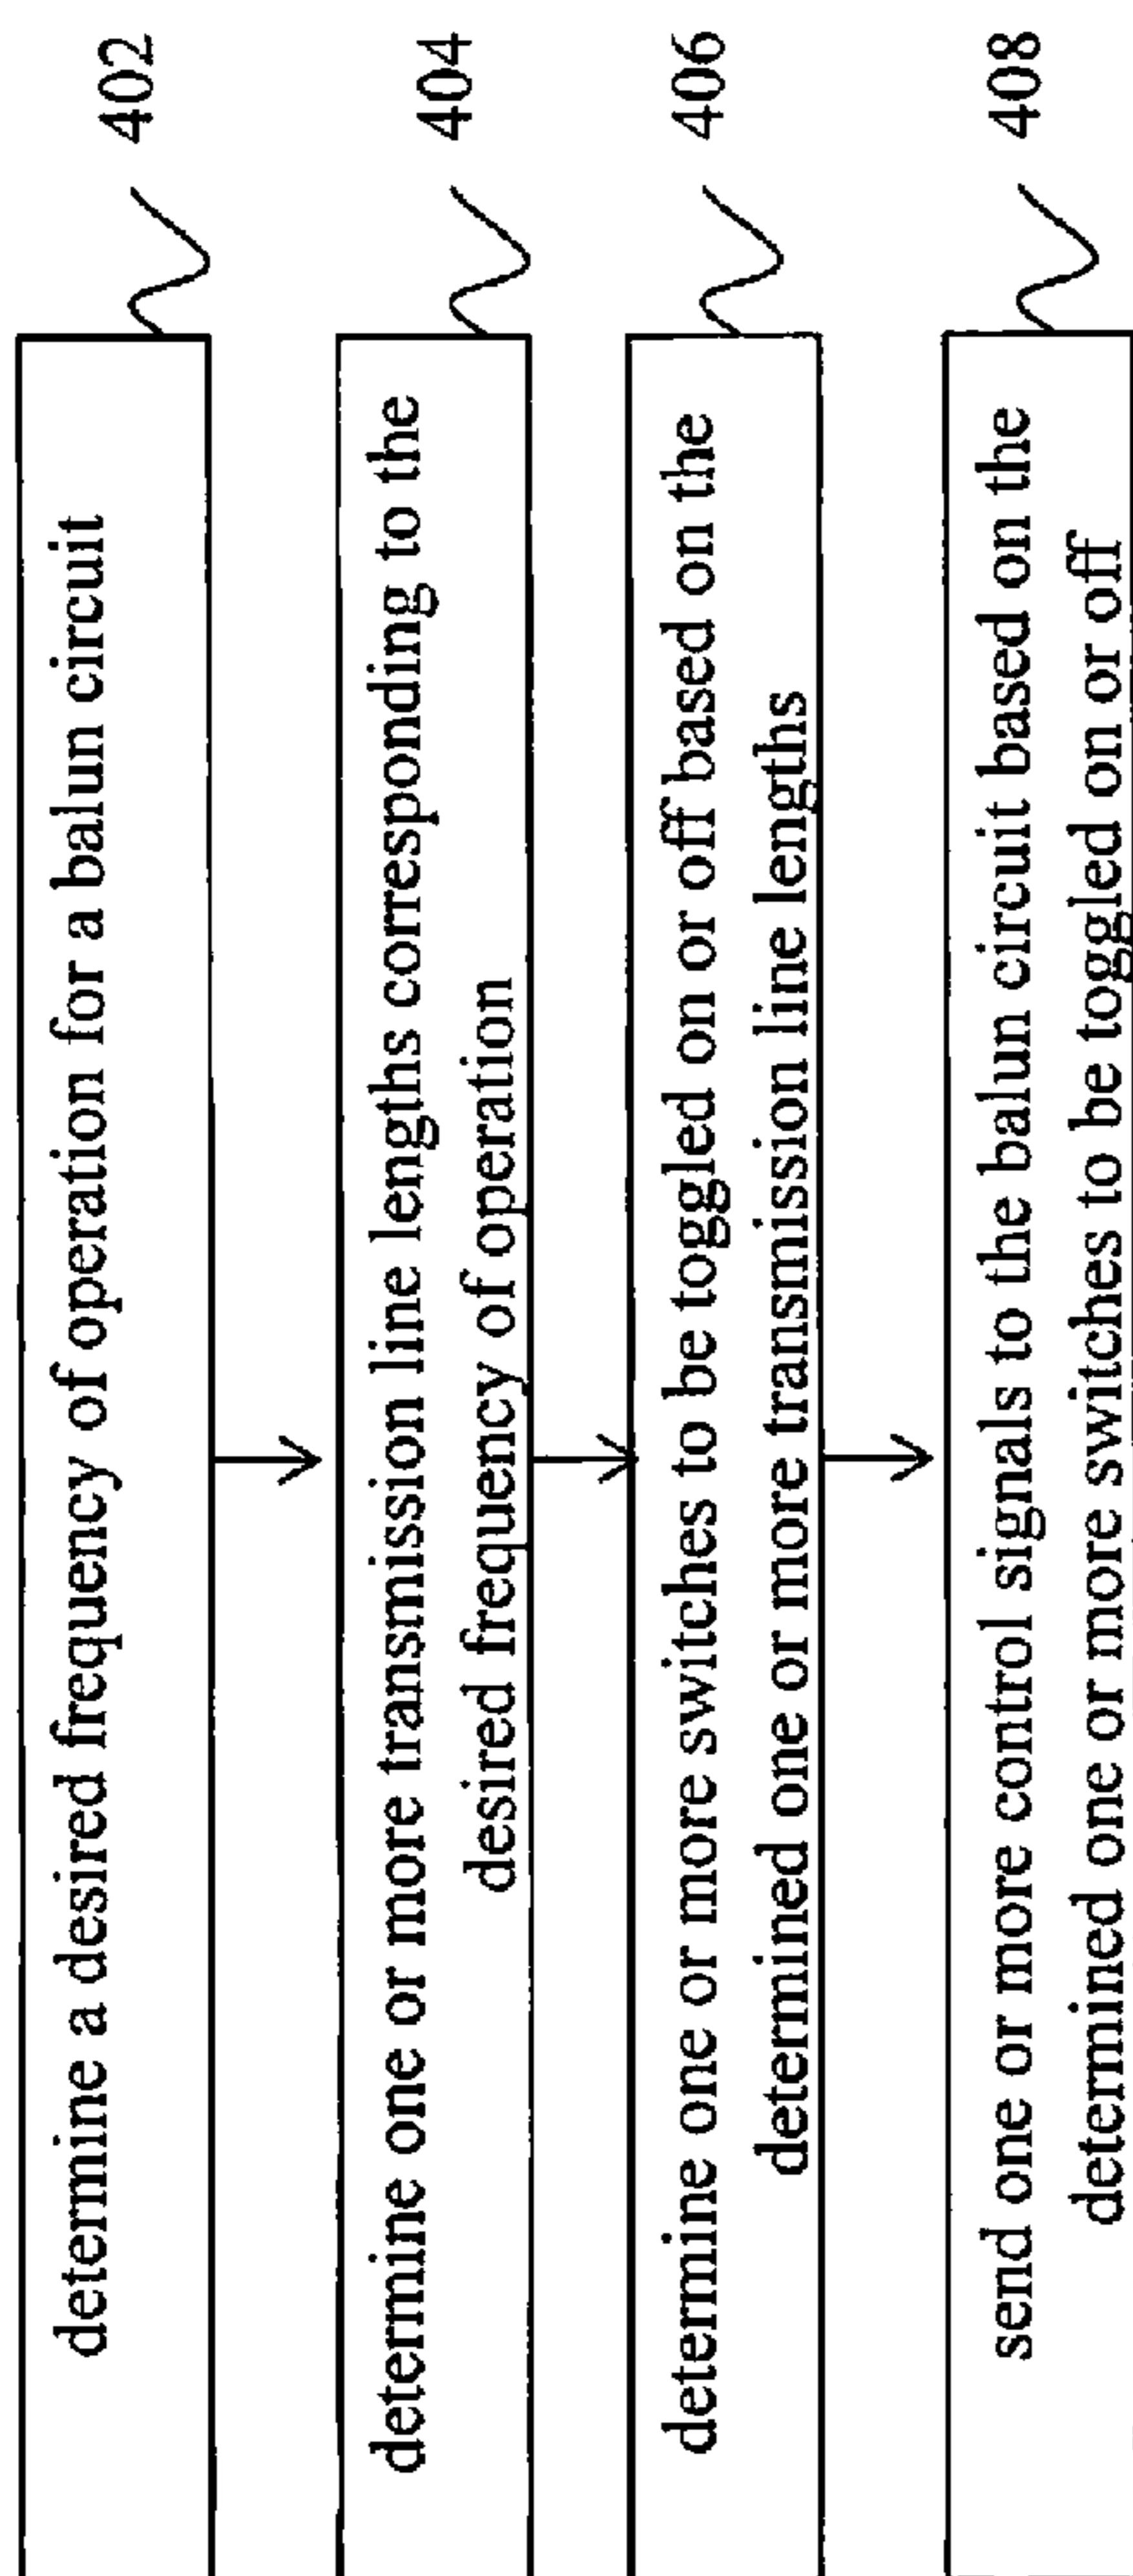 determine a desired frequency of operation for a balun circuit
402
determine one or more transmission line lengths corresponding to the
desired frequency of operation
404
determine one or more switches to be toggled on or off based on the
determined one or more transmission line lengths
406
send one or more control signals to the balun circuit based on the
determined one or more switches to be toggled on or off
408